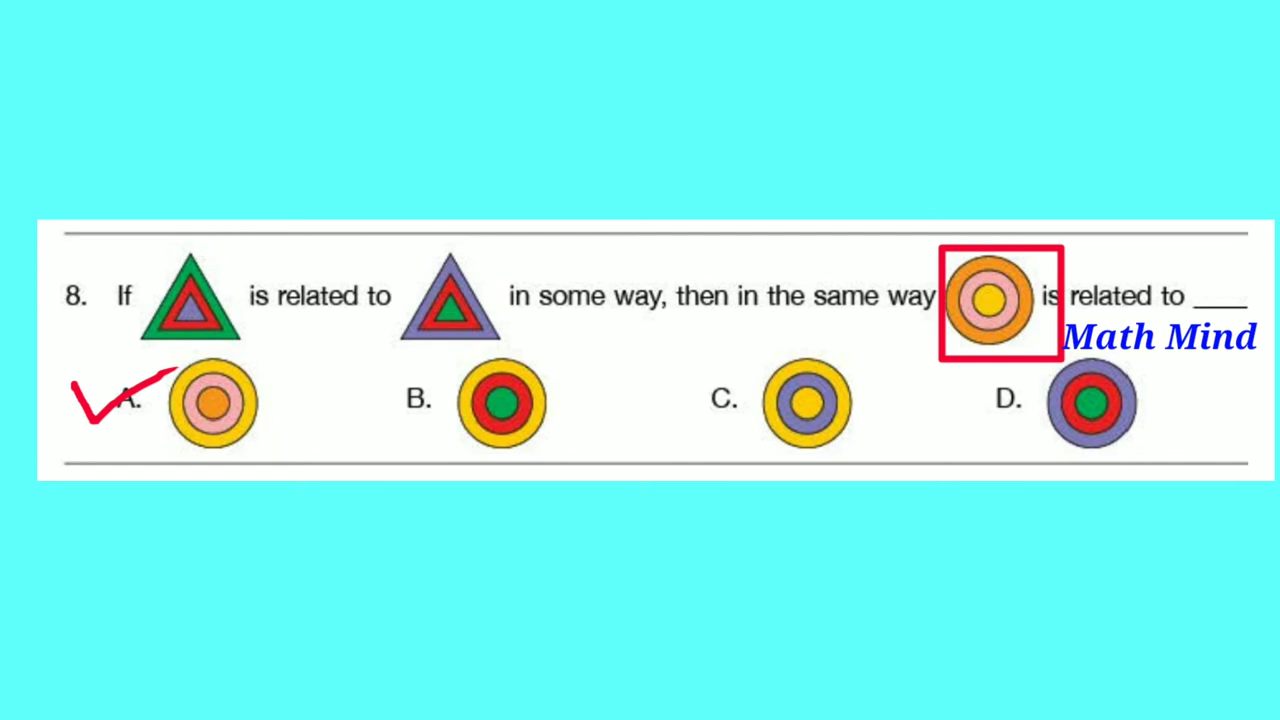 8. If is related to in some way, then in the same way is related to ____
Math Mind
A. B. C. D.